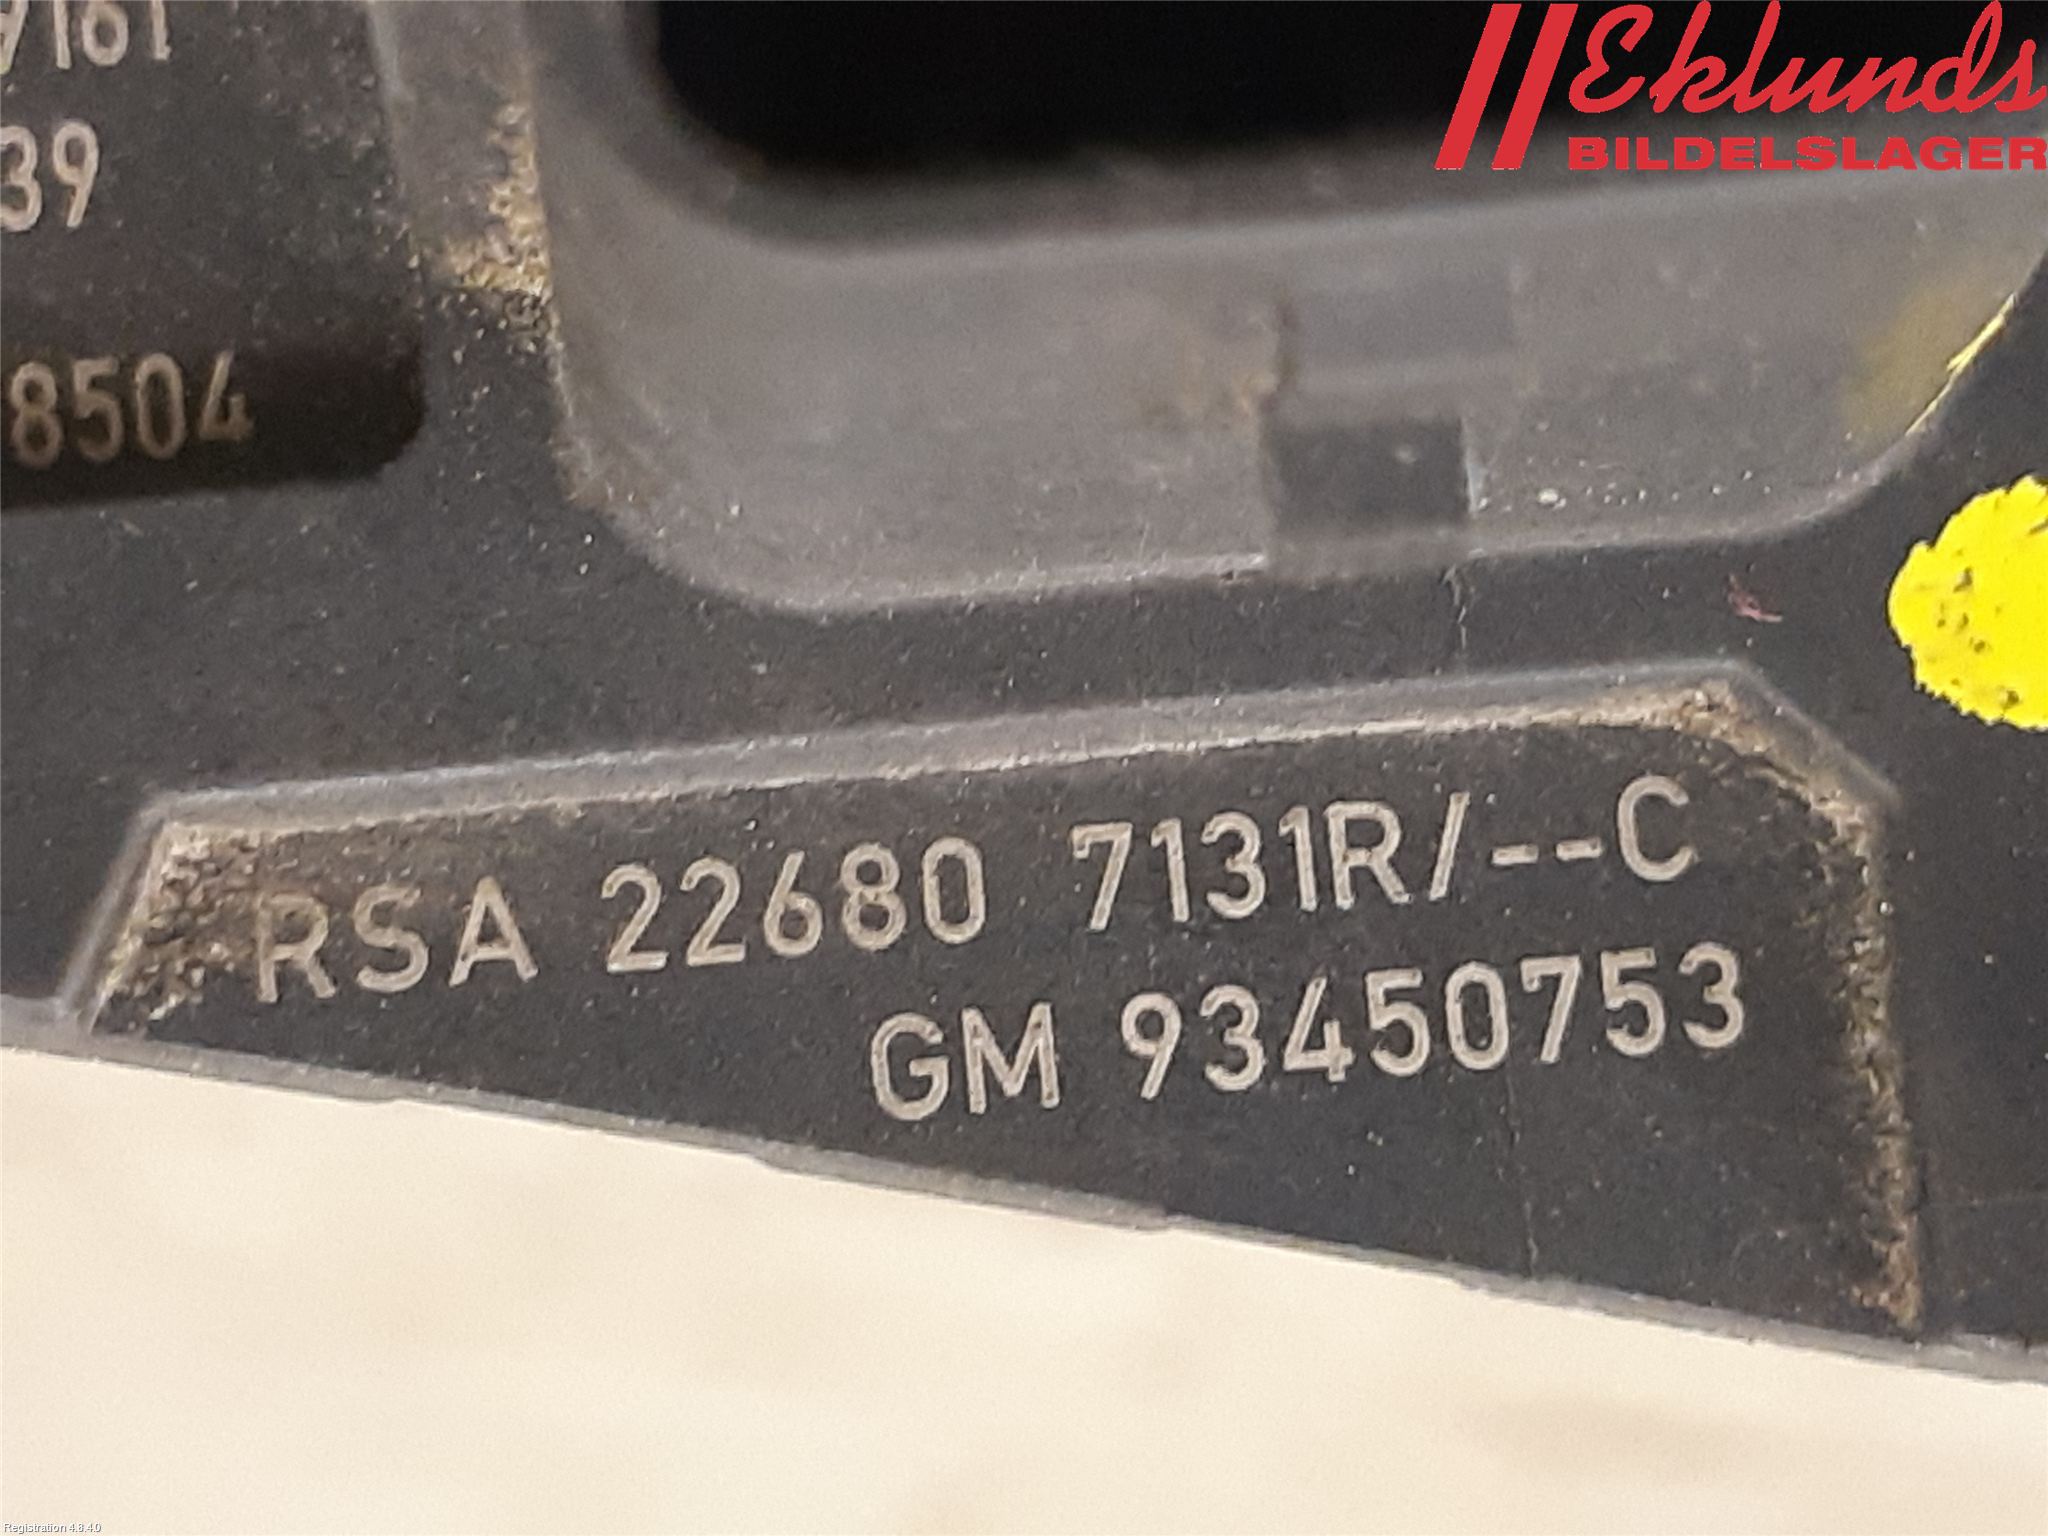 Eklunds
BILDELSLAGER
9161
39
8504
RSA 22680 7131R/--C
GM 93450753
Registration 4.8.4.0